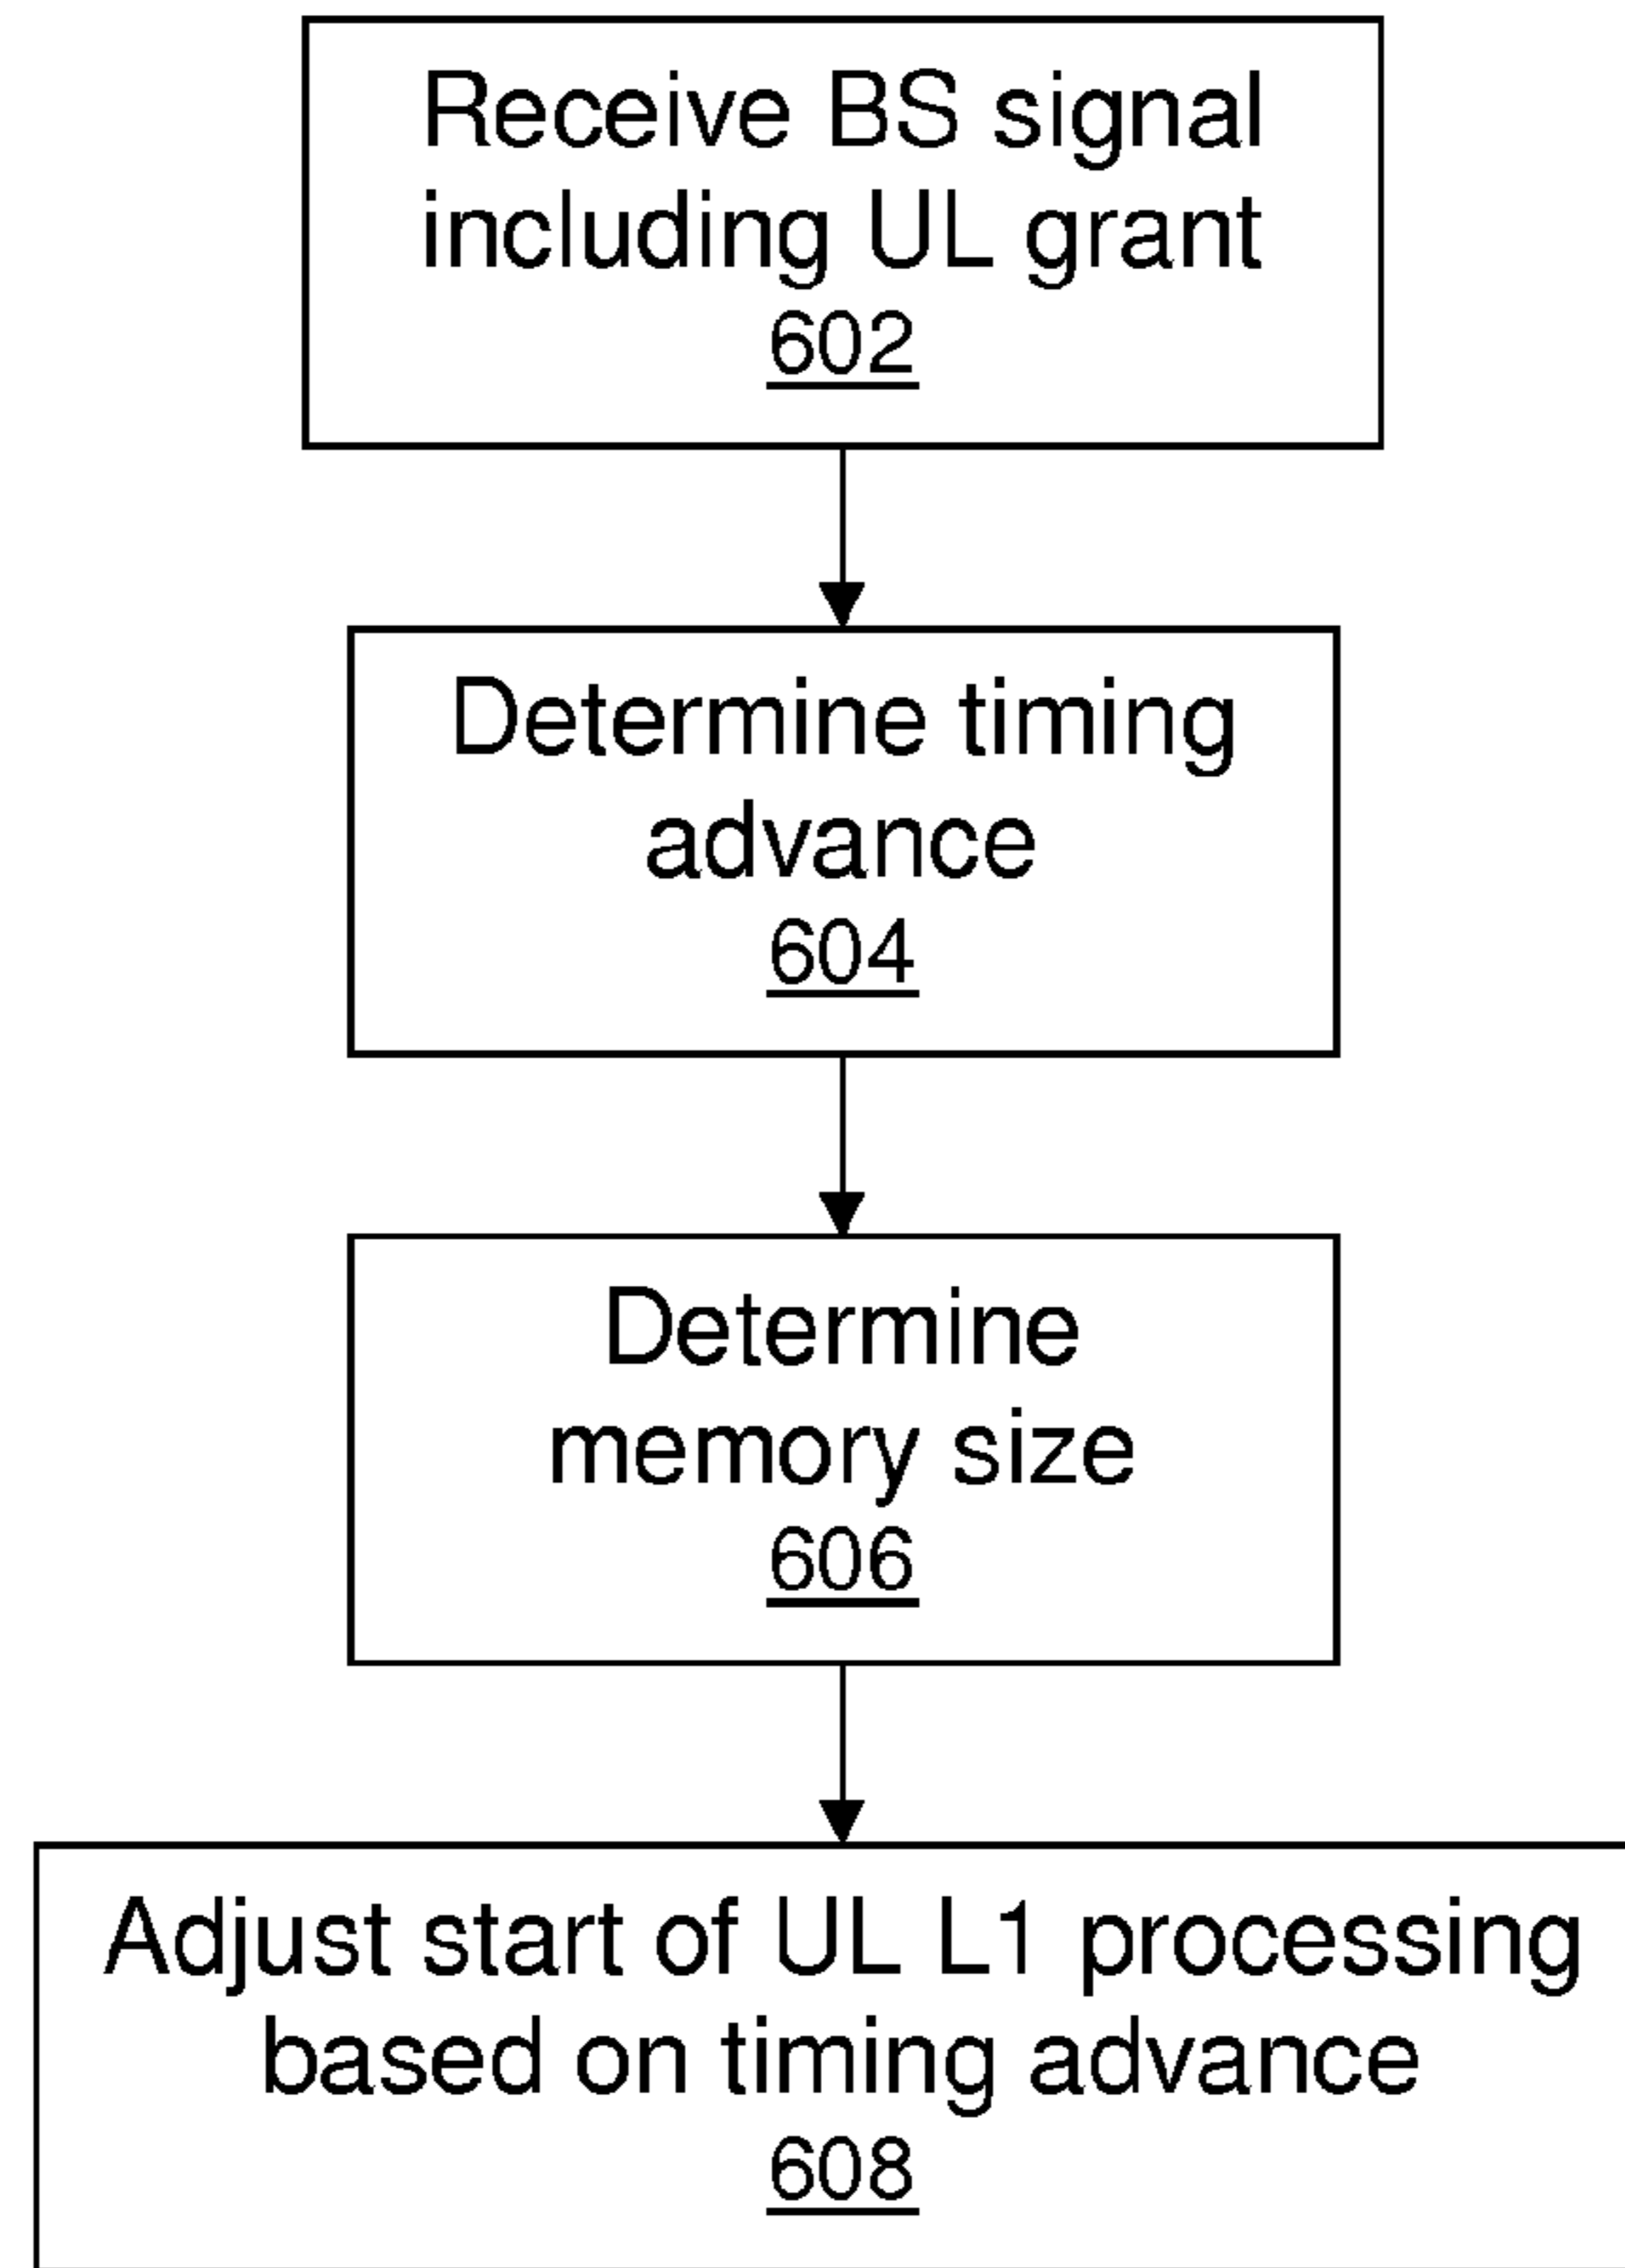 Receive BS signal
including UL grant
602
Determine timing
advance
604
Determine
memory size
606
Adjust start of UL L1 processing
based on timing advance
608